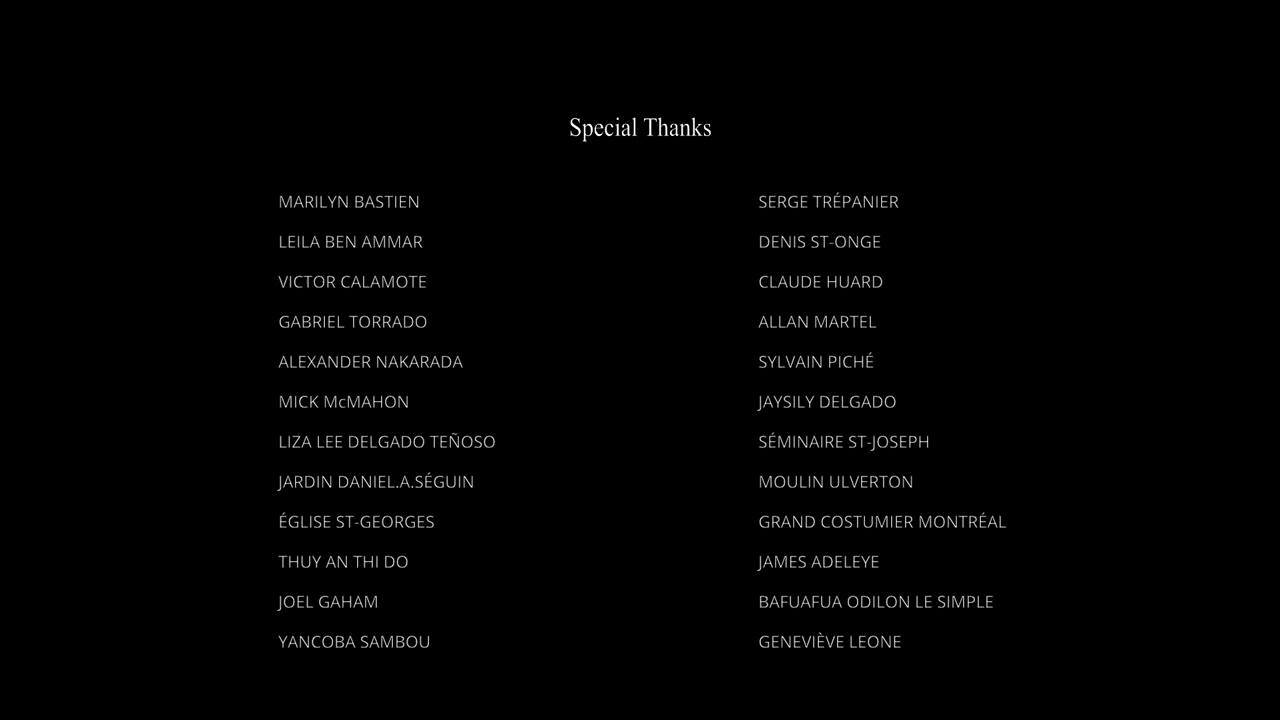 Special Thanks
MARILYN BASTIEN
LEILA BEN AMMAR
VICTOR CALAMOTE
GABRIEL TORRADO
ALEXANDER NAKARADA
MICK McMAHON
LIZA LEE DELGADO TEÑOSO
JARDIN DANIEL.A.SÉGUIN
ÉGLISE ST-GEORGES
THUY AN THI DO
JOEL GAHAM
YANCOBA SAMBOU
SERGE TRÉPANIER
DENIS ST-ONGE
CLAUDE HUARD
ALLAN MARTEL
SYLVAIN PICHÉ
JAYSILY DELGADO
SÉMINAIRE ST-JOSEPH
MOULIN ULVERTON
GRAND COSTUMIER MONTRÉAL
JAMES ADELEYE
BAFUAFUA ODILON LE SIMPLE
GENEVIÈVE LEONE